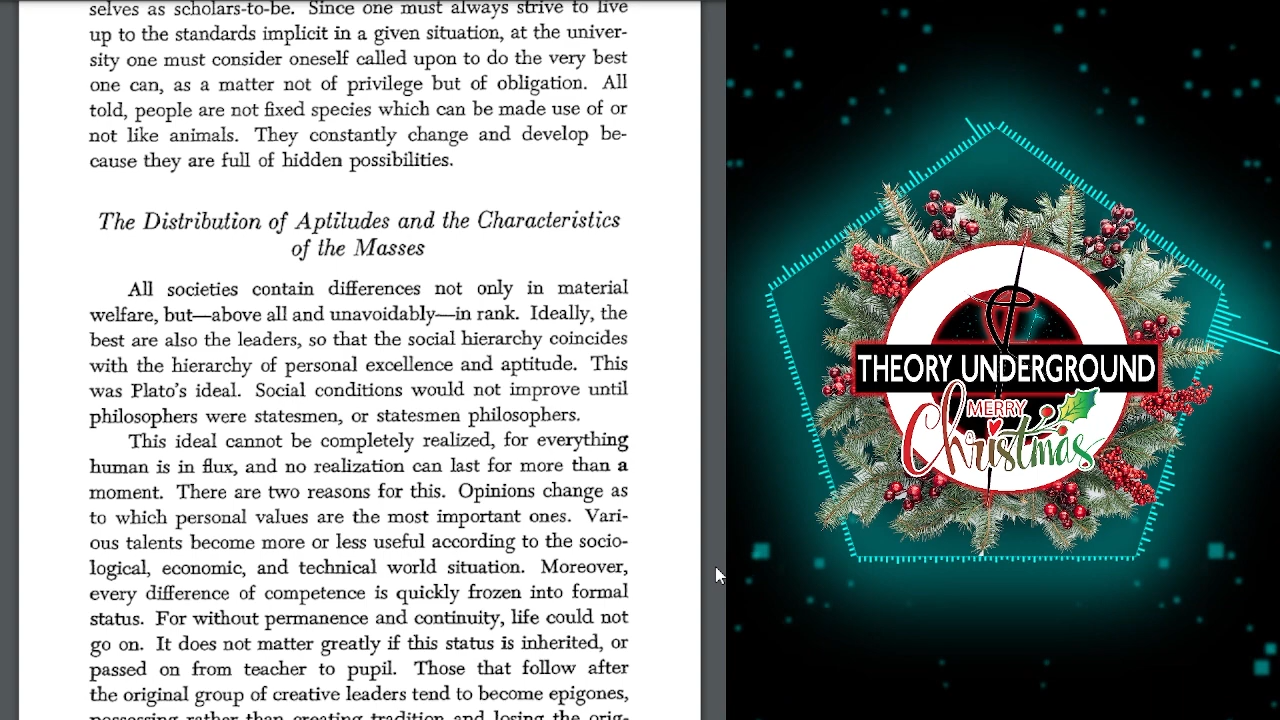 selves as scholars-to-be. Since one must always strive to live
up to the standards implicit in a given situation, at the univer-
sity one must consider oneself called upon to do the very best
one can, as a matter not of privilege but of obligation. All
told, people are not fixed species which can be made use of or
not like animals. They constantly change and develop be-
cause they are full of hidden possibilities.
The Distribution of Aptitudes and the Characteristics
of the Masses
All societies contain differences not only in material
welfare, but—above all and unavoidably—in rank. Ideally, the
best are also the leaders, so that the social hierarchy coincides
with the hierarchy of personal excellence and aptitude. This
was Plato's ideal. Social conditions would not improve until
philosophers were statesmen, or statesmen philosophers.
This ideal cannot be completely realized, for everything
human is in flux, and no realization can last for more than a
moment. There are two reasons for this. Opinions change as
to which personal values are the most important ones. Vari-
ous talents become more or less useful according to the socio-
logical, economic, and technical world situation. Moreover,
every difference of competence is quickly frozen into formal
status. For without permanence and continuity, life could not
go on. It does not matter greatly if this status is inherited, or
passed on from teacher to pupil. Those that follow after
the original group of creative leaders tend to become epigones,
possessing rather than creating tradition and losing the orig-
THEORY UNDERGROUND
MERRY
Christmas